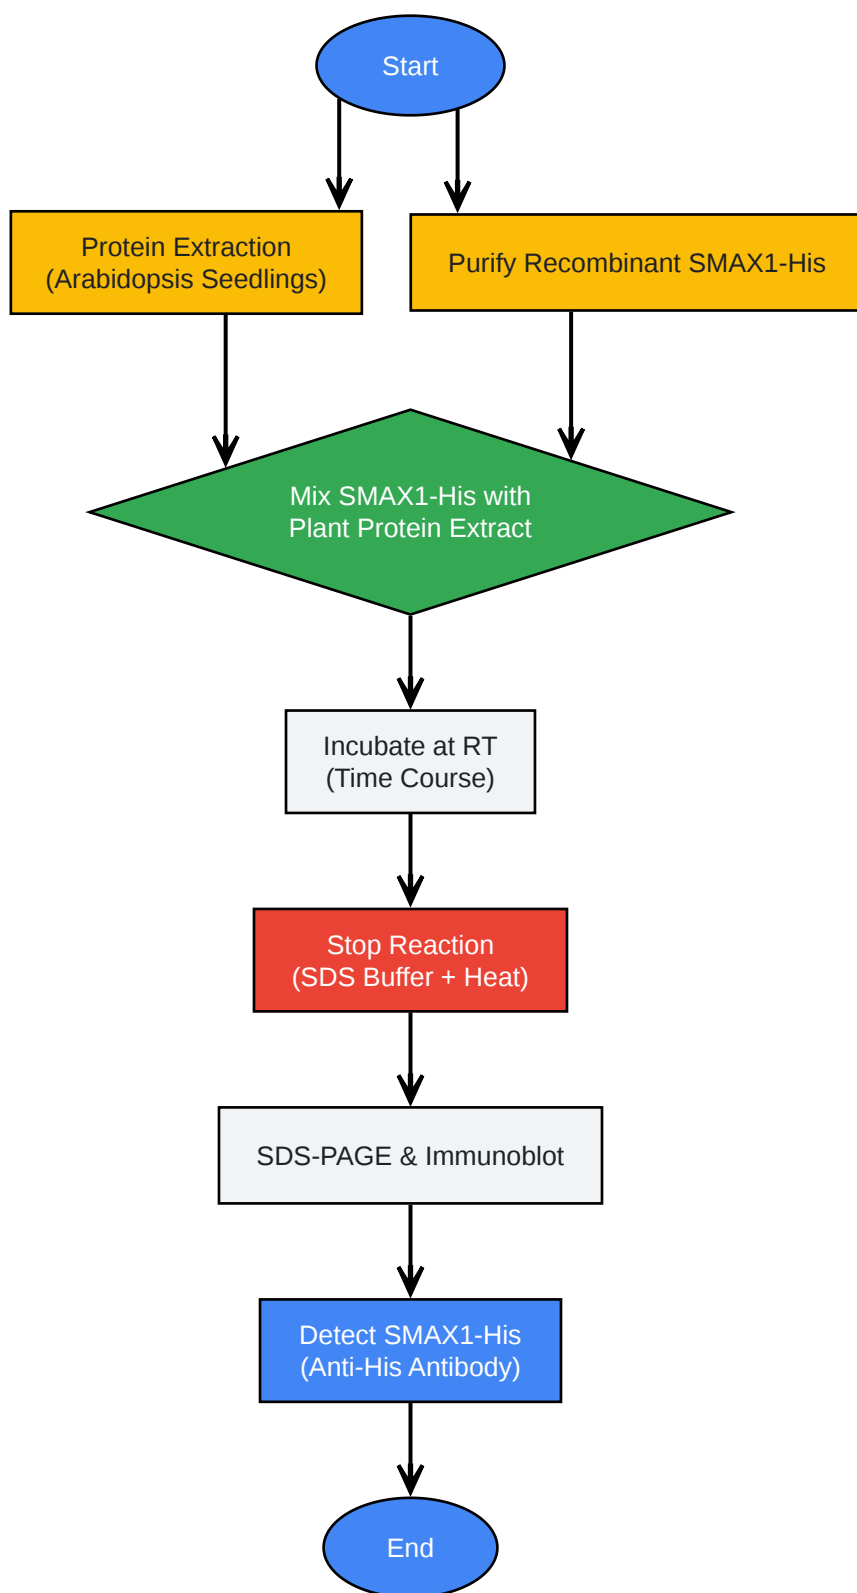 Start
Protein Extraction
(Arabidopsis Seedlings)
Purify Recombinant SMAX1-His
Mix SMAX1-His with
Plant Protein Extract
Incubate at RT
(Time Course)
Stop Reaction
(SDS Buffer + Heat)
SDS-PAGE & Immunoblot
Detect SMAX1-His
(Anti-His Antibody)
End